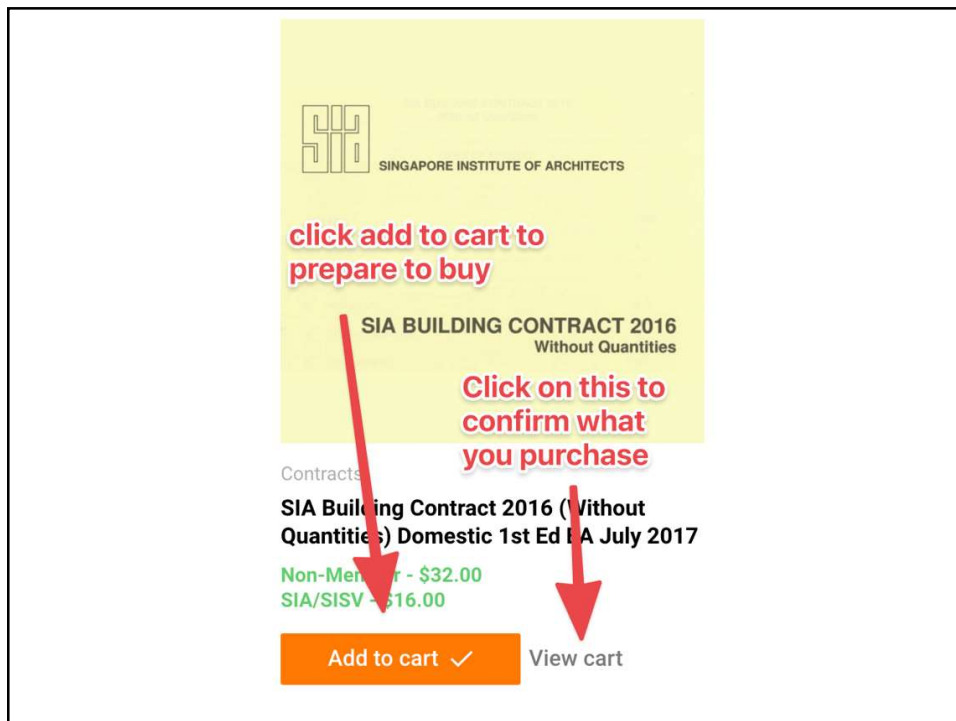 sia
SINGAPORE INSTITUTE OF ARCHITECTS
click add to cart to
prepare to buy
SIA BUILDING CONTRACT 2016
Without Quantities
Click on this to
confirm what
you purchase
Contracts
SIA Building Contract 2016 (Without
Quantities) Domestic 1st Ed EA July 2017
Non-Member - $32.00
SIA/SISV - $16.00
Add to cart ✓ View cart